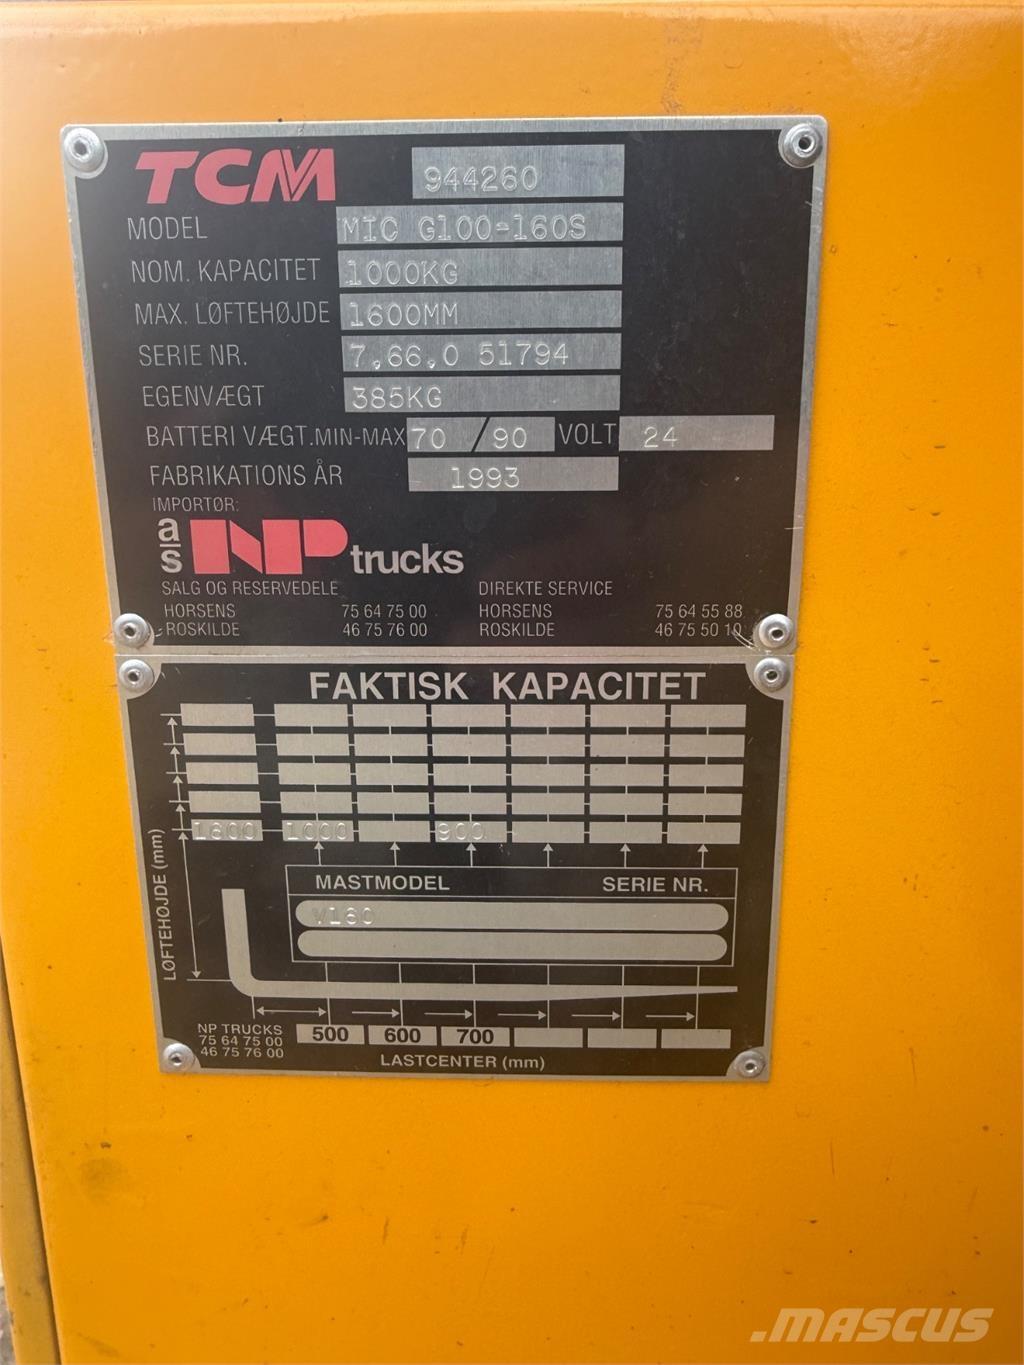 TCM 944260
MODEL MIC G100-160S
NOM. KAPACITET 1000KG
MAX. LØFTEHØJDE 1600MM
SERIE NR. 7,66,0 51794
EGENVÆGT 385KG
BATTERI VÆGT.MIN-MAX 70 /90 VOLT 24
FABRIKATIONS ÅR 1993
IMPORTØR:
a/s NP trucks
SALG OG RESERVEDELE DIREKTE SERVICE
HORSENS 75 64 75 00 HORSENS 75 64 55 88
ROSKILDE 46 75 76 00 ROSKILDE 46 75 50 10
FAKTISK KAPACITET
1600 1000 900
LØFTEHØJDE (mm)
MASTMODEL SERIE NR.
V160
NP TRUCKS
75 64 75 00
46 75 76 00
500 600 700
LASTCENTER (mm)
MASCUS